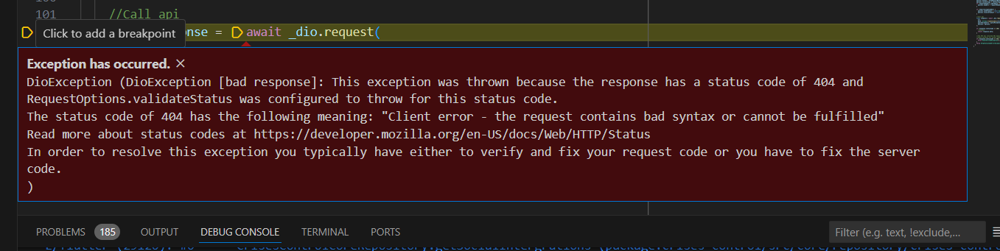 101 //Call api
Click to add a breakpoint nse = await _dio.request(
Exception has occurred. ×
DioException (DioException [bad response]: This exception was thrown because the response has a status code of 404 and
RequestOptions.validateStatus was configured to throw for this status code.
The status code of 404 has the following meaning: "Client error - the request contains bad syntax or cannot be fulfilled"
Read more about status codes at https://developer.mozilla.org/en-US/docs/Web/HTTP/Status
In order to resolve this exception you typically have either to verify and fix your request code or you have to fix the server
code.
)
PROBLEMS 185 OUTPUT DEBUG CONSOLE TERMINAL PORTS Filter (e.g. text, !exclude,...